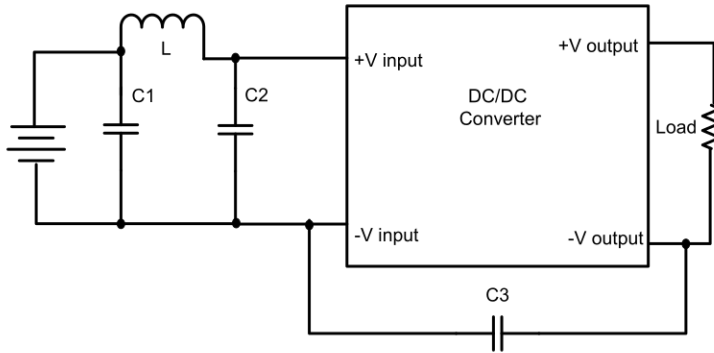 L
C1
C2
+V input
+V output
DC/DC
Converter
Load
-V input
-V output
C3